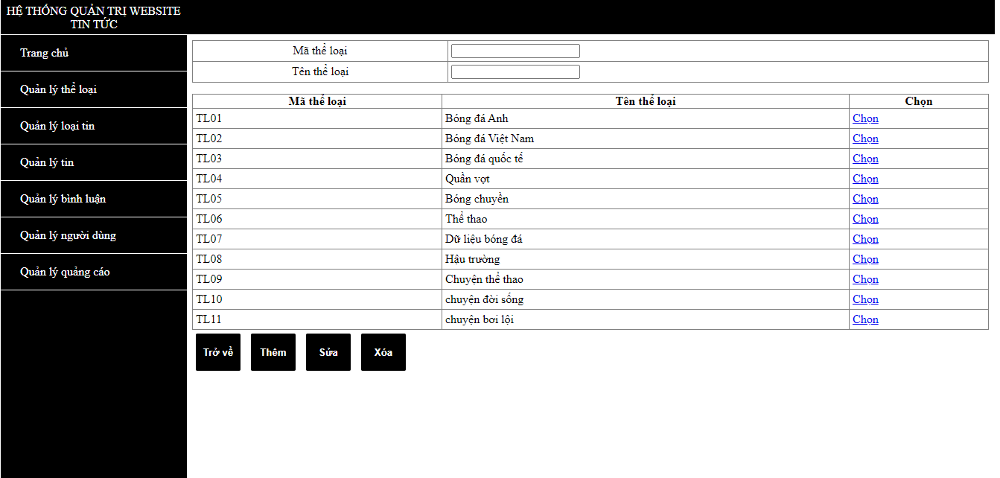 HỆ THỐNG QUẢN TRỊ WEBSITE
TIN TỨC
Trang chủ
Quản lý thể loại
Quản lý loại tin
Quản lý tin
Quản lý bình luận
Quản lý người dùng
Quản lý quảng cáo
Mã thể loại
Tên thể loại
Mã thể loại Tên thể loại Chọn
TL01 Bóng đá Anh Chọn
TL02 Bóng đá Việt Nam Chọn
TL03 Bóng đá quốc tế Chọn
TL04 Quần vợt Chọn
TL05 Bóng chuyền Chọn
TL06 Thể thao Chọn
TL07 Dữ liệu bóng đá Chọn
TL08 Hậu trường Chọn
TL09 Chuyện thể thao Chọn
TL10 chuyện đời sống Chọn
TL11 chuyện bơi lội Chọn
Trở về Thêm Sửa Xóa